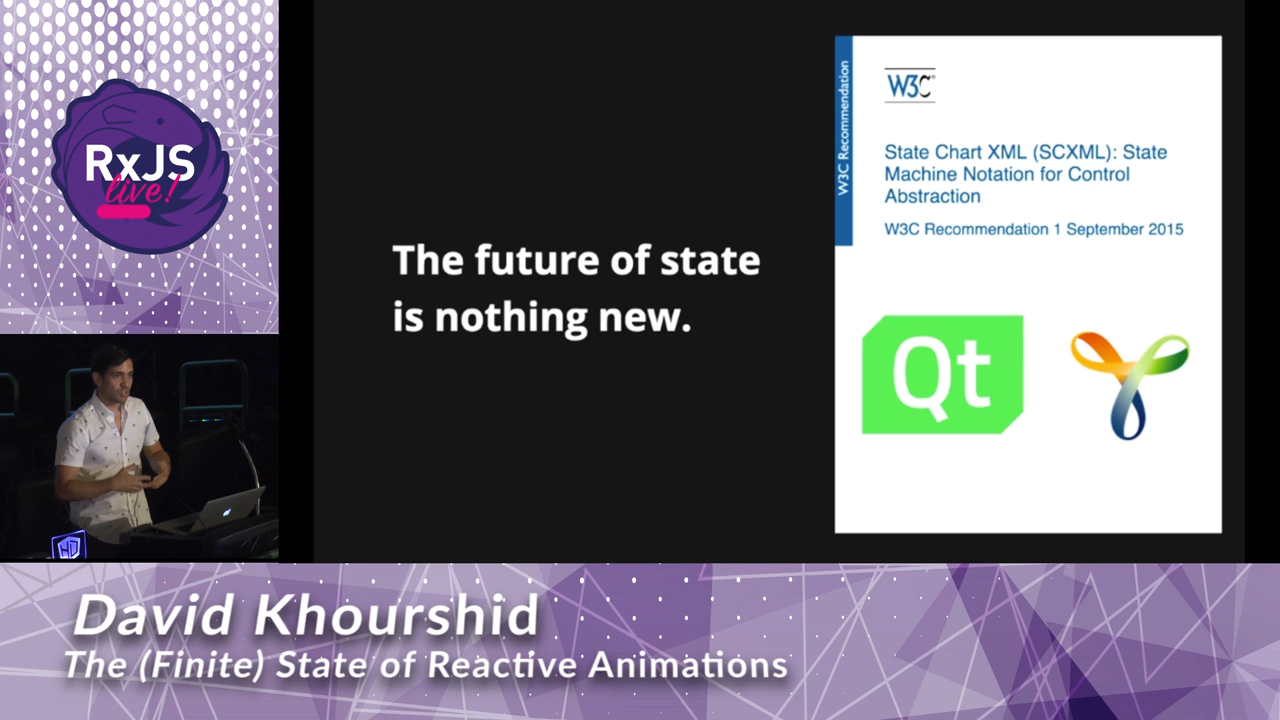 RxJS
live!
The future of state
is nothing new.
W3C Recommendation
W3C®
State Chart XML (SCXML): State
Machine Notation for Control
Abstraction
W3C Recommendation 1 September 2015
Qt
HD
David Khourshid
The (Finite) State of Reactive Animations